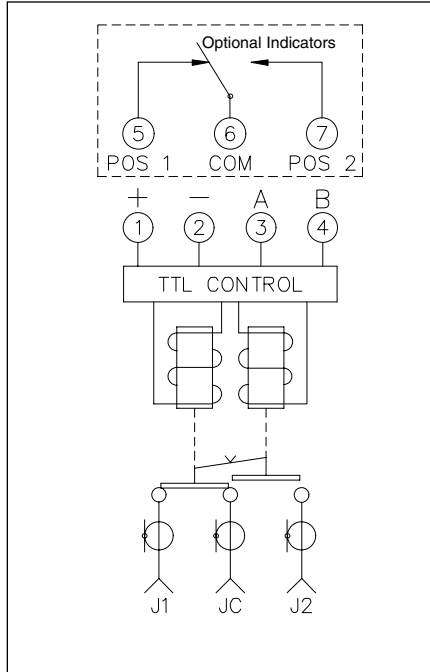 Optional Indicators
5 6 7
POS 1 COM POS 2
+ − A B
1 2 3 4
TTL CONTROL
J1 JC J2